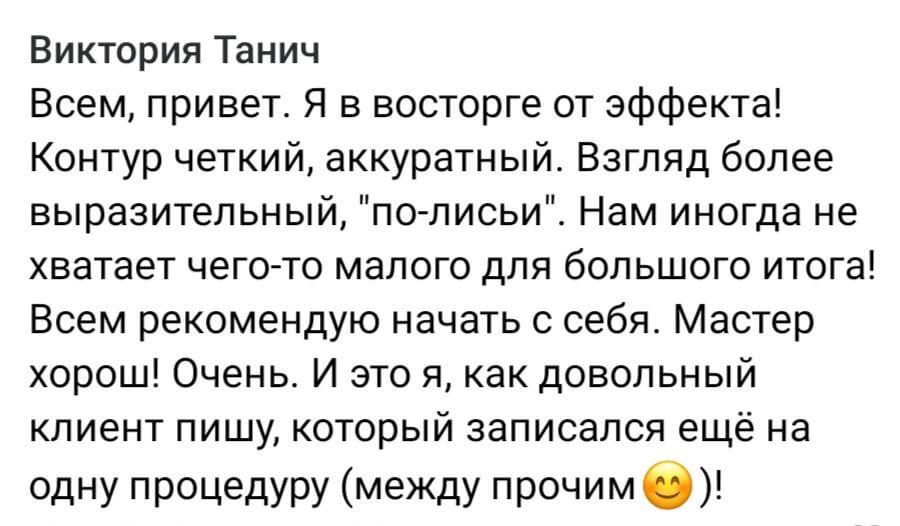 Виктория Танич
Всем, привет. Я в восторге от эффекта!
Контур четкий, аккуратный. Взгляд более
выразительный, "по-лисьи". Нам иногда не
хватает чего-то малого для большого итога!
Всем рекомендую начать с себя. Мастер
хорош! Очень. И это я, как довольный
клиент пишу, который записался ещё на
одну процедуру (между прочим😊)!